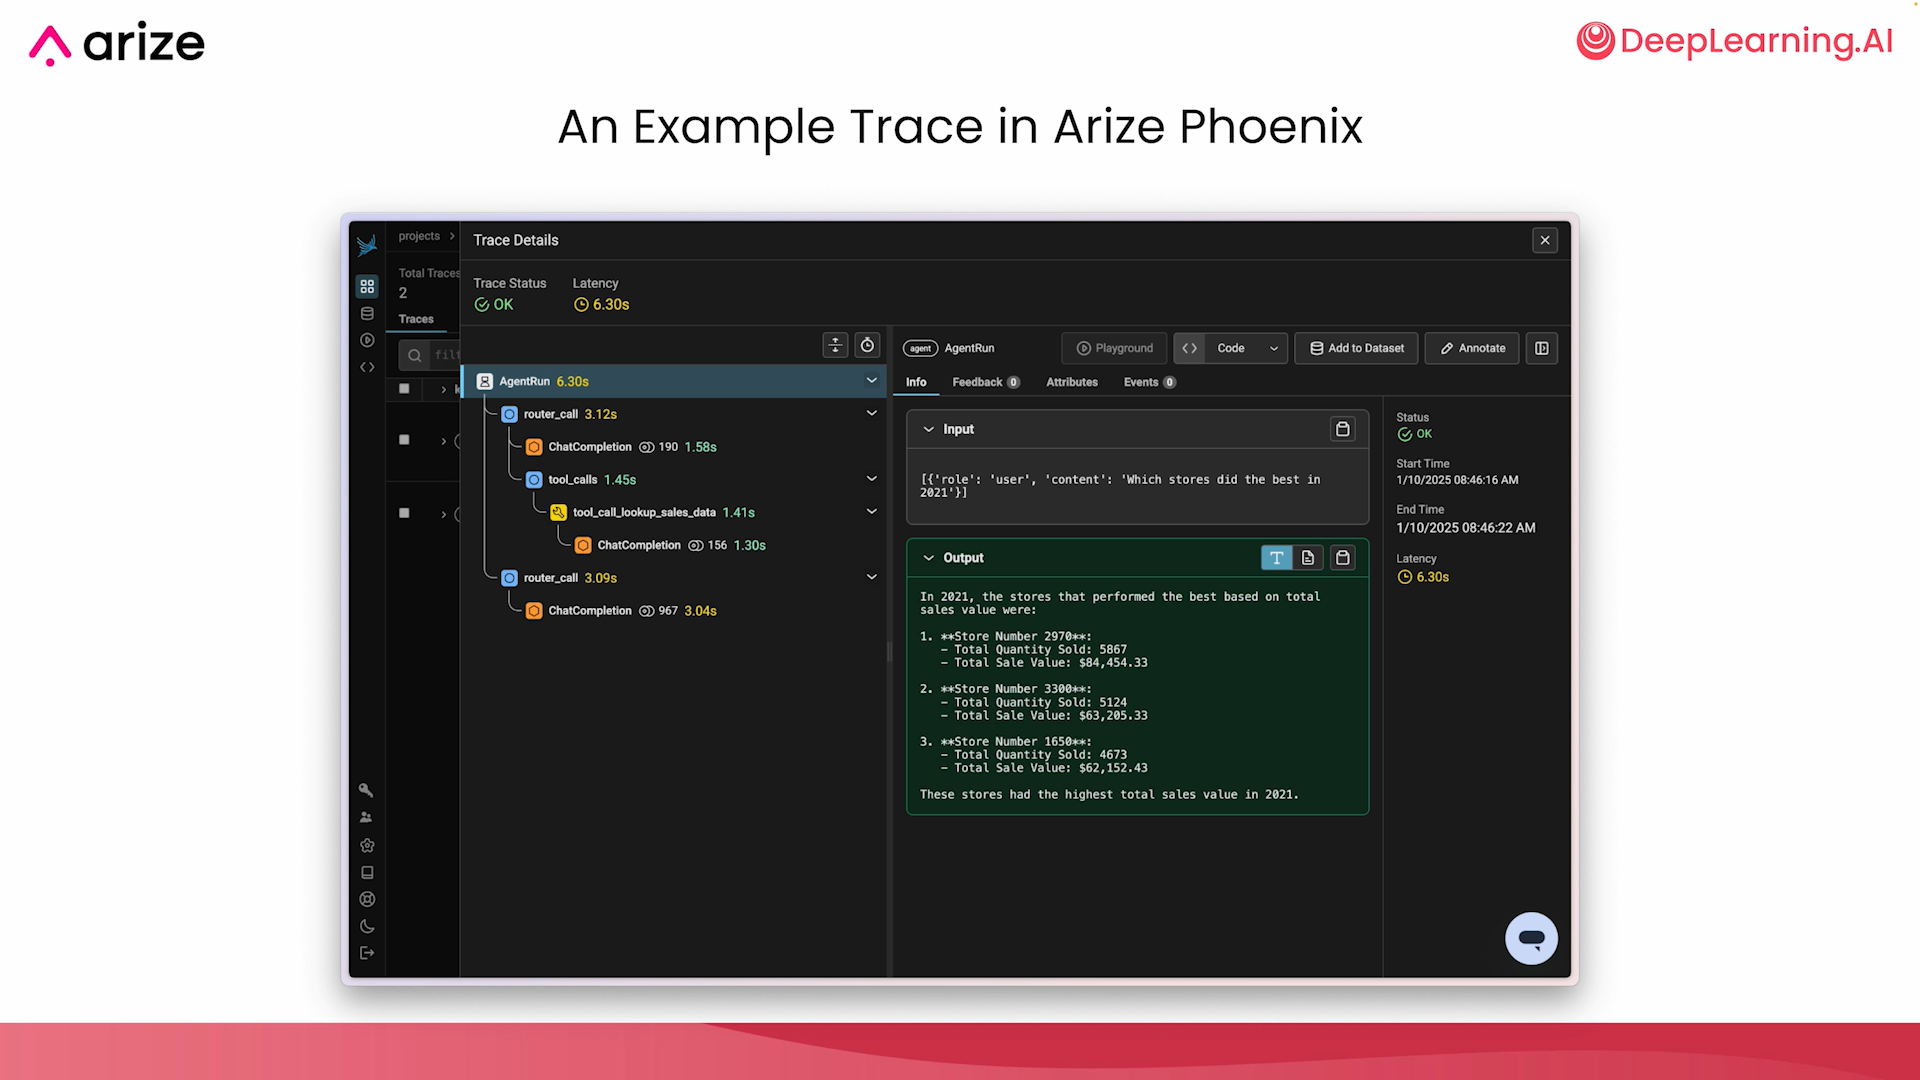 arize
DeepLearning.AI
An Example Trace in Arize Phoenix
projects
Total Traces
2
Traces
Trace Details
Trace Status
OK
Latency
6.30s
AgentRun 6.30s
router_call 3.12s
ChatCompletion 190 1.58s
tool_calls 1.45s
tool_call_lookup_sales_data 1.41s
ChatCompletion 156 1.30s
router_call 3.09s
ChatCompletion 967 3.04s
agent AgentRun
Playground
Code
Add to Dataset
Annotate
Info
Feedback 0
Attributes
Events 0
Input
[{'role': 'user', 'content': 'Which stores did the best in
2021'}]
Output
In 2021, the stores that performed the best based on total
sales value were:
1. **Store Number 2970**:
- Total Quantity Sold: 5867
- Total Sale Value: $84,454.33
2. **Store Number 3300**:
- Total Quantity Sold: 5124
- Total Sale Value: $63,205.33
3. **Store Number 1650**:
- Total Quantity Sold: 4673
- Total Sale Value: $62,152.43
These stores had the highest total sales value in 2021.
Status
OK
Start Time
1/10/2025 08:46:16 AM
End Time
1/10/2025 08:46:22 AM
Latency
6.30s